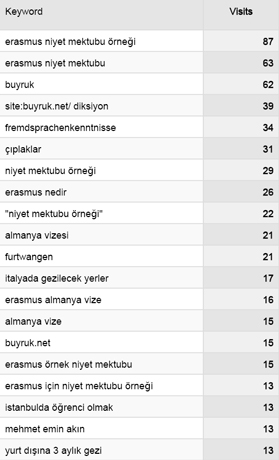 Keyword Visits
erasmus niyet mektubu örneği 87
erasmus niyet mektubu 63
buyruk 62
site:buyruk.net/ diksiyon 39
fremdsprachenkenntnisse 34
çıplaklar 31
niyet mektubu örneği 29
erasmus nedir 26
"niyet mektubu örneği" 22
almanya vizesi 21
furtwangen 21
italyada gezilecek yerler 17
erasmus almanya vize 16
almanya vize 15
buyruk.net 15
erasmus örnek niyet mektubu 15
erasmus için niyet mektubu örneği 13
istanbulda öğrenci olmak 13
mehmet emin akın 13
yurt dışına 3 aylık gezi 13